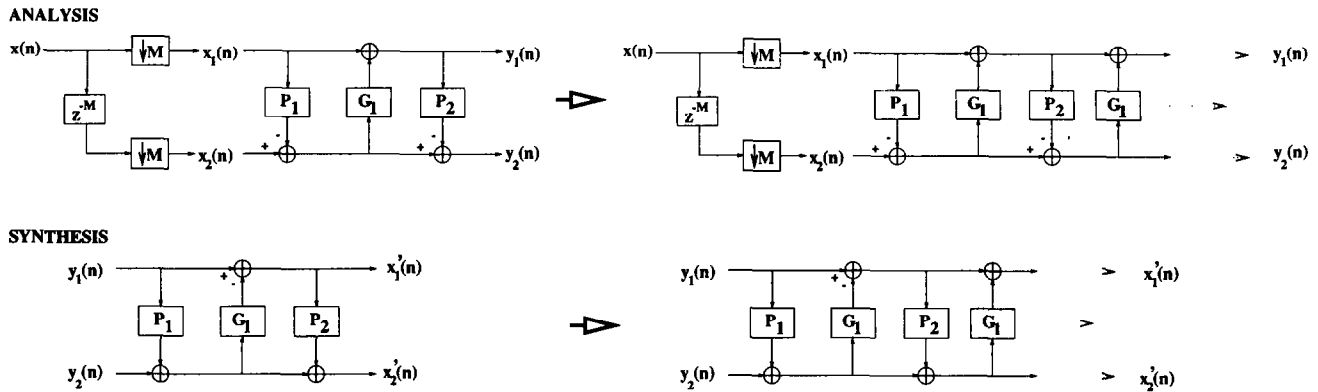 ANALYSIS
x(n) ↓M x₁(n) y₁(n)
z⁻ᴹ P₁ G₁ P₂
- -
+ +
↓M x₂(n) y₂(n)
x(n) ↓M x₁(n) > y₁(n)
z⁻ᴹ P₁ G₁ P₂ G₁ >
- -
+ +
↓M x₂(n) > y₂(n)
SYNTHESIS
y₁(n) + x₁'(n)
-
P₁ G₁ P₂
y₂(n) x₂'(n)
y₁(n) + > x₁'(n)
-
P₁ G₁ P₂ G₁ >
y₂(n) > x₂'(n)